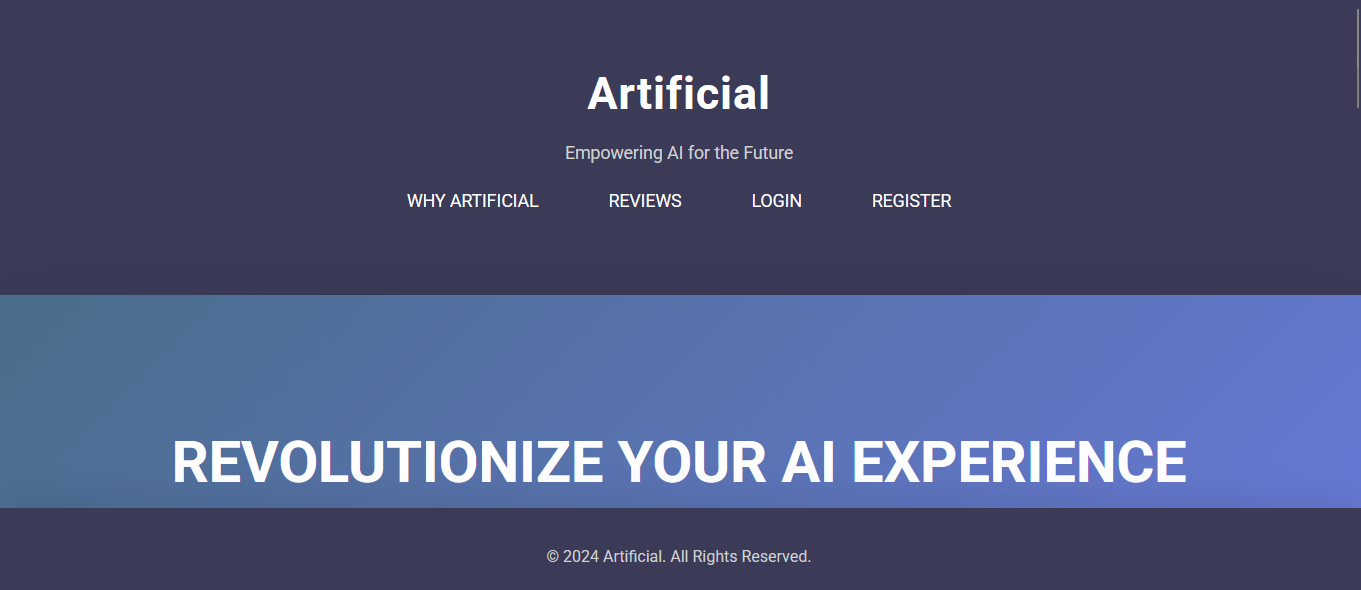 Artificial
Empowering AI for the Future
WHY ARTIFICIAL REVIEWS LOGIN REGISTER
REVOLUTIONIZE YOUR AI EXPERIENCE
© 2024 Artificial. All Rights Reserved.